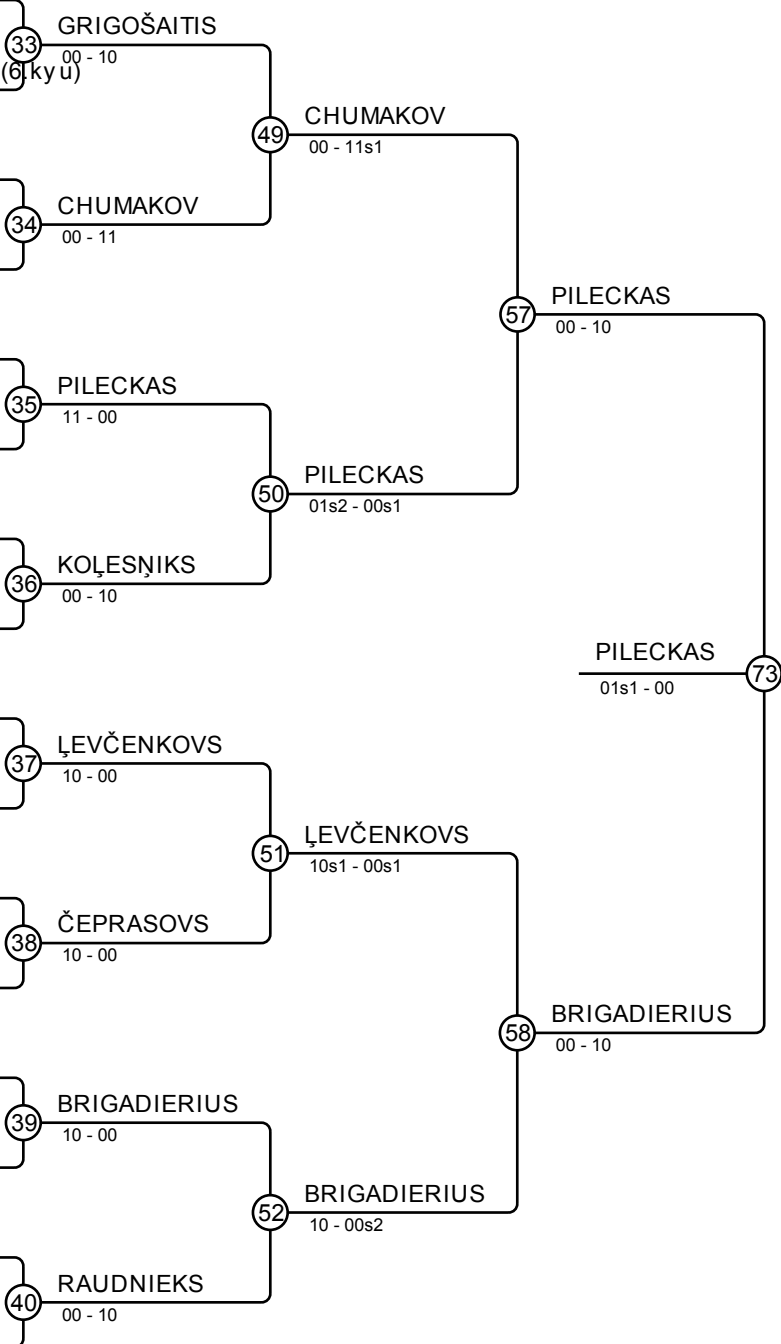 GRIGOŠAITIS
33
00 - 10
(6.kyu)
CHUMAKOV
49
00 - 11s1
CHUMAKOV
34
00 - 11
PILECKAS
57
00 - 10
PILECKAS
35
11 - 00
PILECKAS
50
01s2 - 00s1
KOĻESŅIKS
36
00 - 10
PILECKAS
73
01s1 - 00
ĻEVČENKOVS
37
10 - 00
ĻEVČENKOVS
51
10s1 - 00s1
ČEPRASOVS
38
10 - 00
BRIGADIERIUS
58
00 - 10
BRIGADIERIUS
39
10 - 00
BRIGADIERIUS
52
10 - 00s2
RAUDNIEKS
40
00 - 10